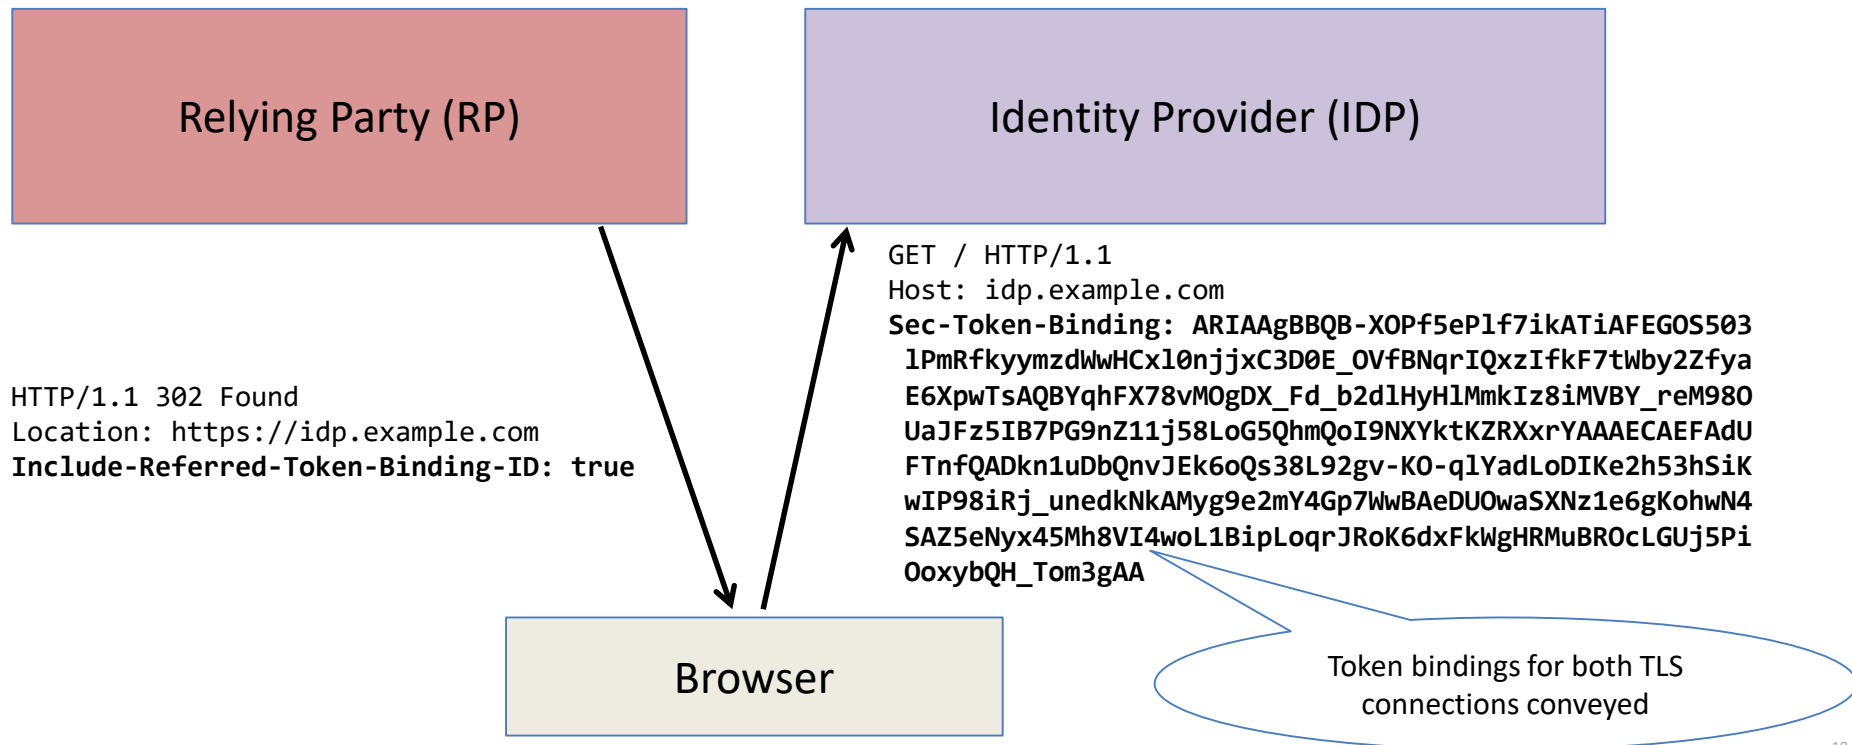 Relying Party (RP)
Identity Provider (IDP)
HTTP/1.1 302 Found
Location: https://idp.example.com
Include-Referred-Token-Binding-ID: true
GET / HTTP/1.1
Host: idp.example.com
Sec-Token-Binding: ARIAAgBBQB-XOPf5ePlf7ikATiAFEGOS503
lPmRfkyymzdWwHCxl0njjxC3D0E_OVfBNqrIQxzIfkF7tWby2Zfya
E6XpwTsAQBYqhFX78vMOgDX_Fd_b2dlHyHlMmkIz8iMVBY_reM98O
UaJFz5IB7PG9nZ11j58LoG5QhmQoI9NXYktKZRXxrYAAAECAEFAdU
FTnfQADkn1uDbQnvJEk6oQs38L92gv-KO-qlYadLoDIKe2h53hSiK
wIP98iRj_unedkNkAMyg9e2mY4Gp7WwBAeDUOwaSXNz1e6gKohwN4
SAZ5eNyx45Mh8VI4woL1BipLoqrJRoK6dxFkWgHRMuBROcLGUj5Pi
OoxybQH_Tom3gAA
Browser
Token bindings for both TLS
connections conveyed